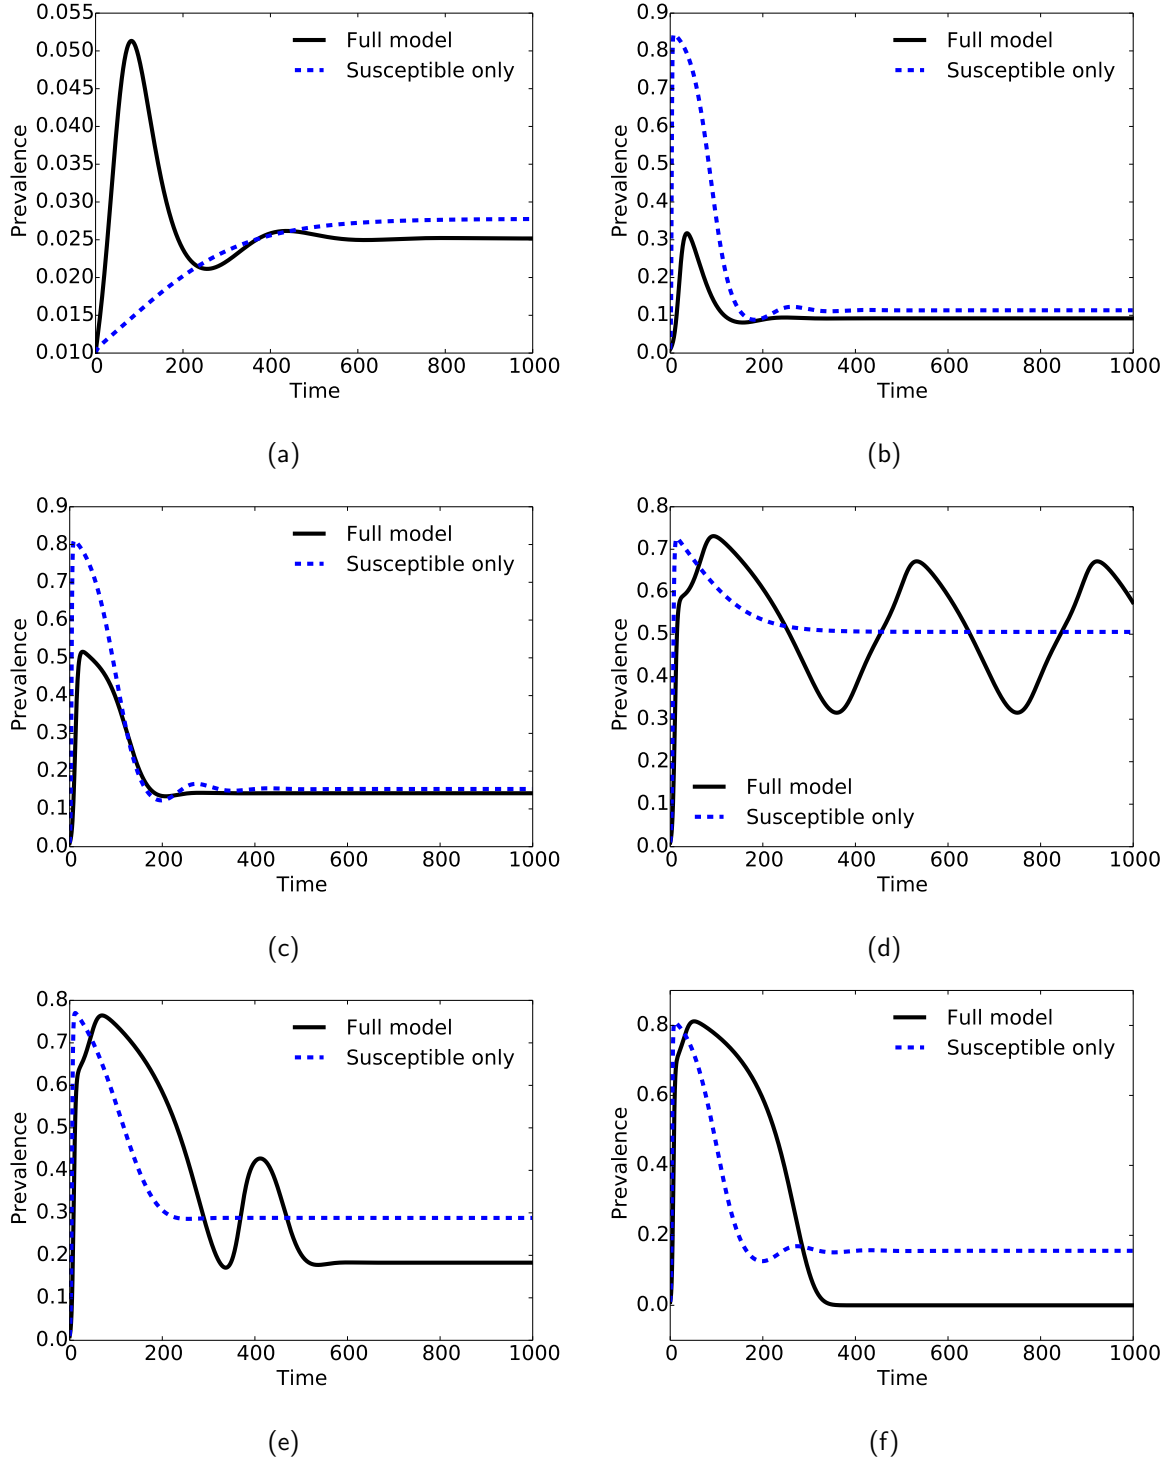 0.055
0.050
0.045
0.040
0.035
0.030
0.025
0.020
0.015
0.010
Prevalence
Full model
Susceptible only
0 200 400 600 800 1000
Time
(a)
0.9
0.8
0.7
0.6
0.5
0.4
0.3
0.2
0.1
0.0
Prevalence
Full model
Susceptible only
0 200 400 600 800 1000
Time
(b)
0.9
0.8
0.7
0.6
0.5
0.4
0.3
0.2
0.1
0.0
Prevalence
Full model
Susceptible only
0 200 400 600 800 1000
Time
(c)
0.8
0.7
0.6
0.5
0.4
0.3
0.2
0.1
0.0
Prevalence
Full model
Susceptible only
0 200 400 600 800 1000
Time
(d)
0.8
0.7
0.6
0.5
0.4
0.3
0.2
0.1
0.0
Prevalence
Full model
Susceptible only
0 200 400 600 800 1000
Time
(e)
0.8
0.6
0.4
0.2
0.0
Prevalence
Full model
Susceptible only
0 200 400 600 800 1000
Time
(f)